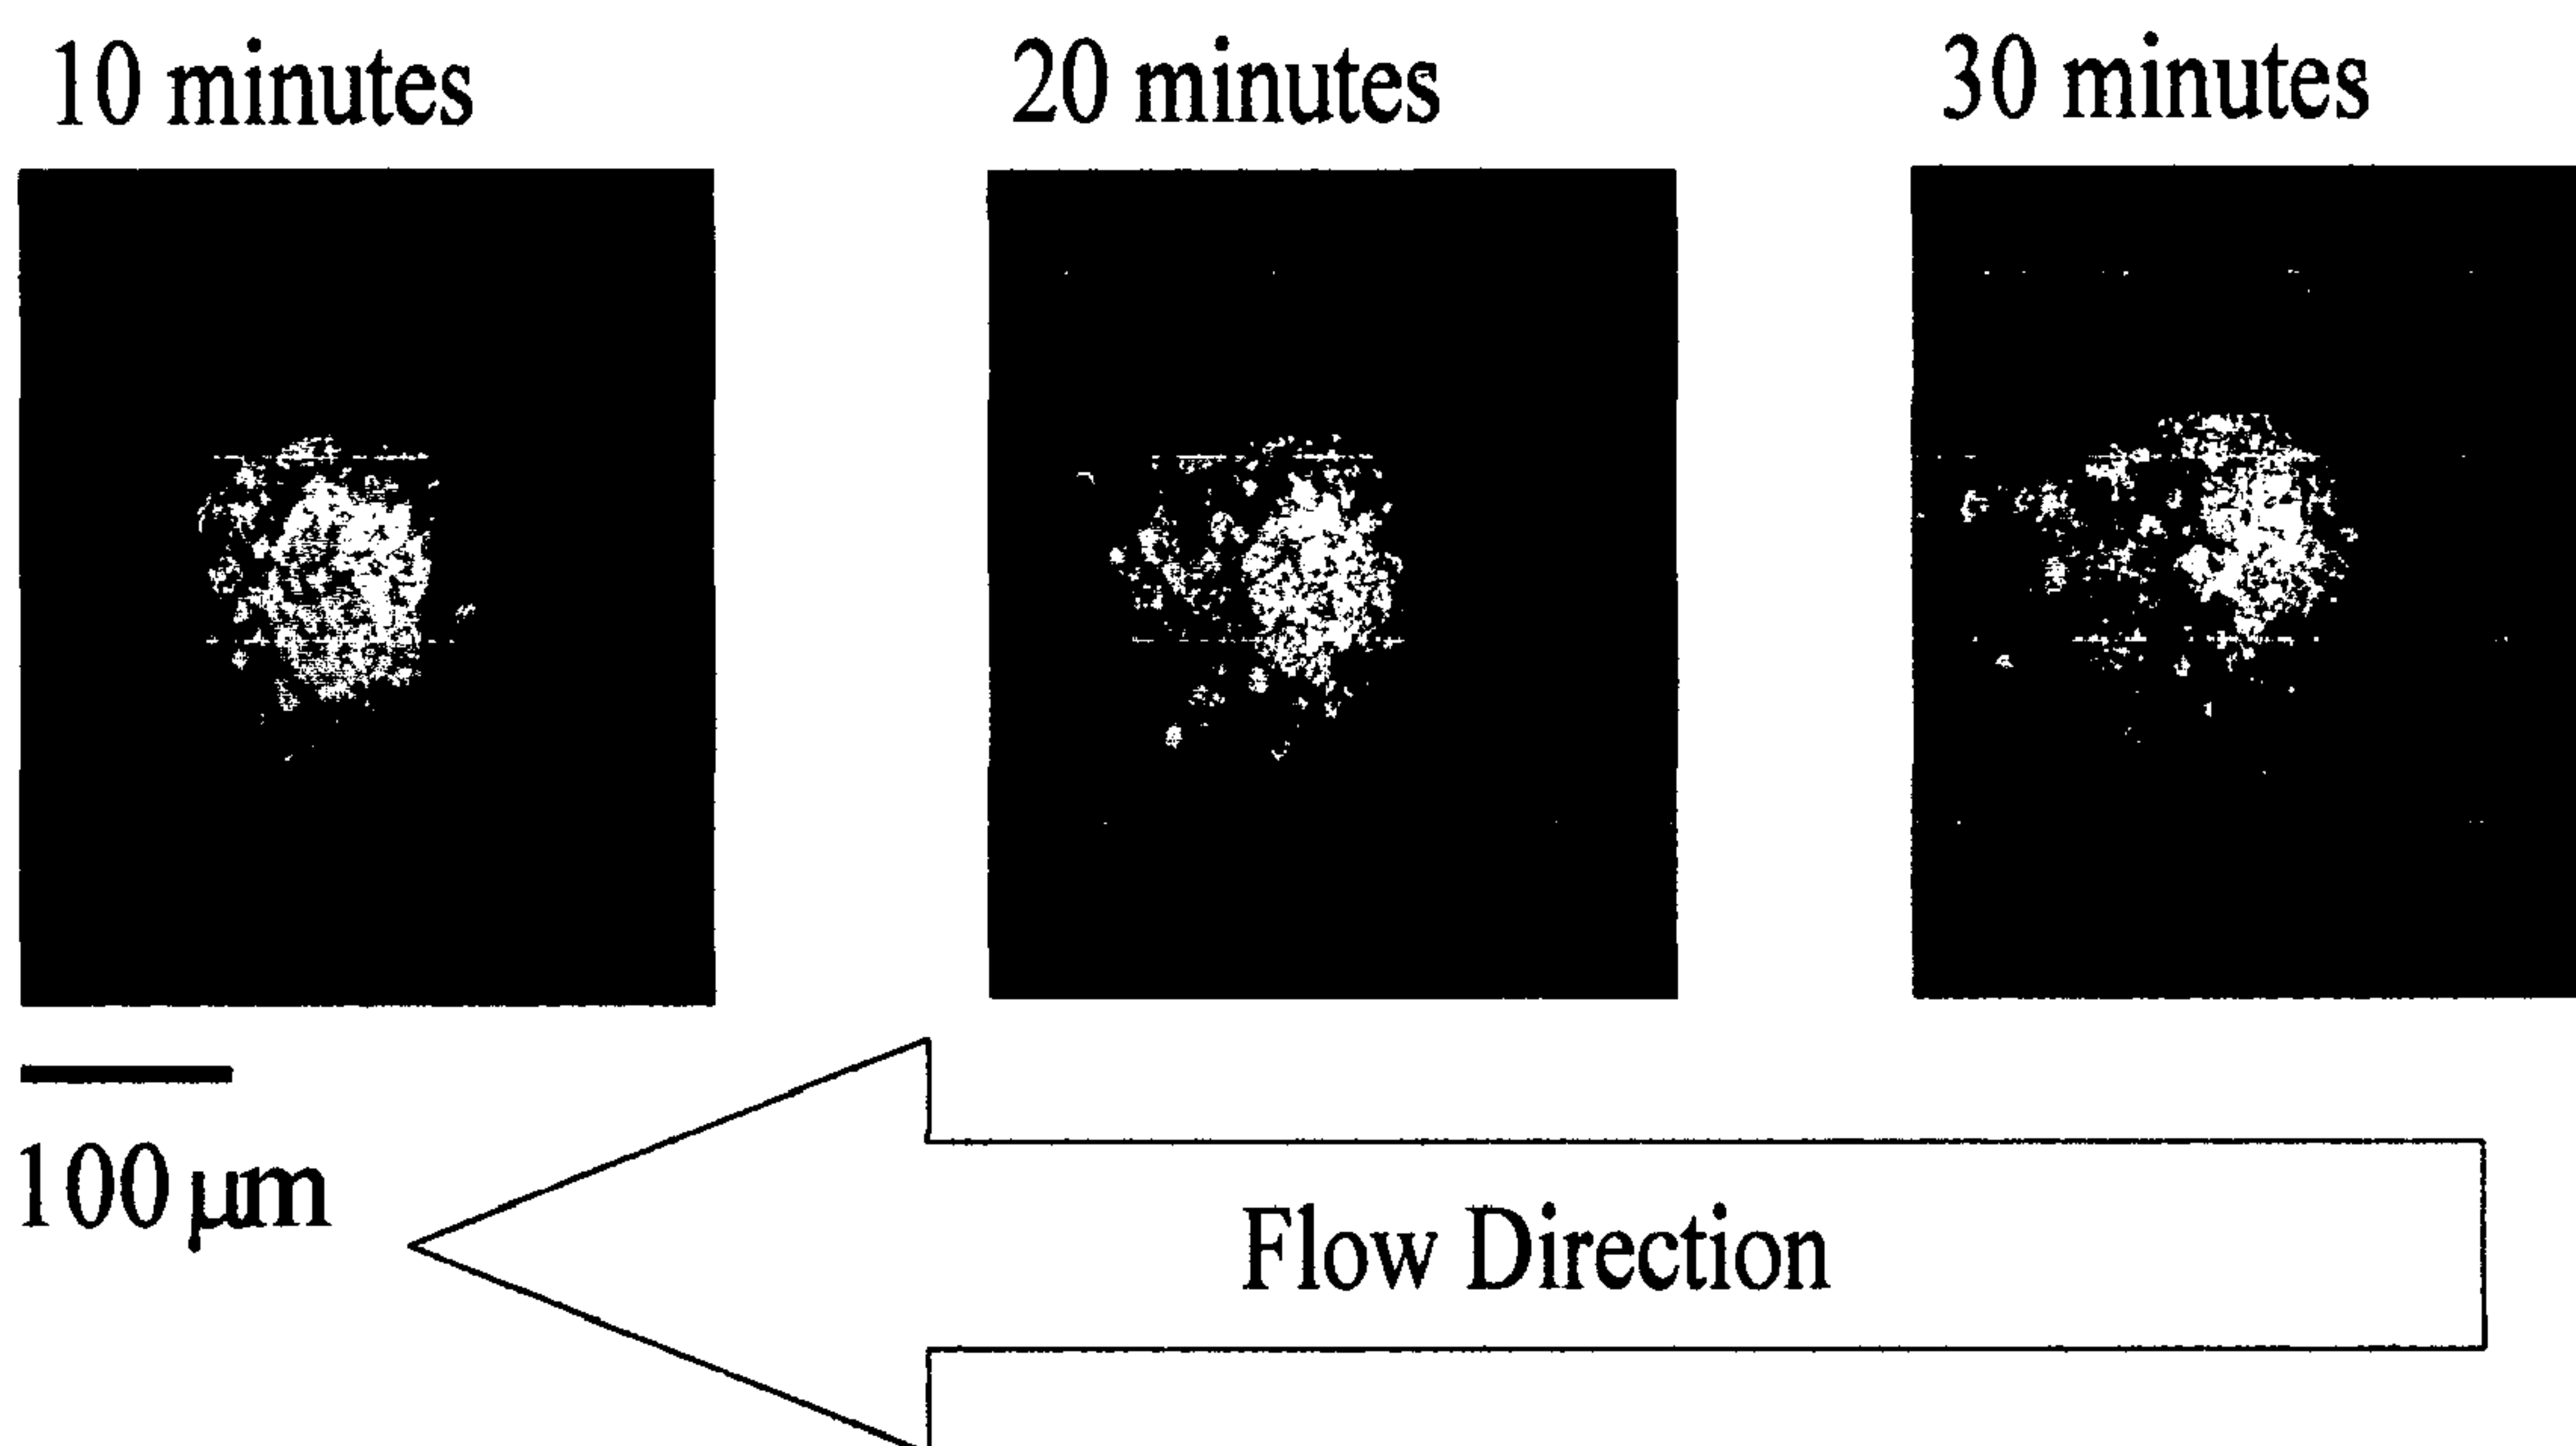 10 minutes
20 minutes
30 minutes
100 μm
Flow Direction